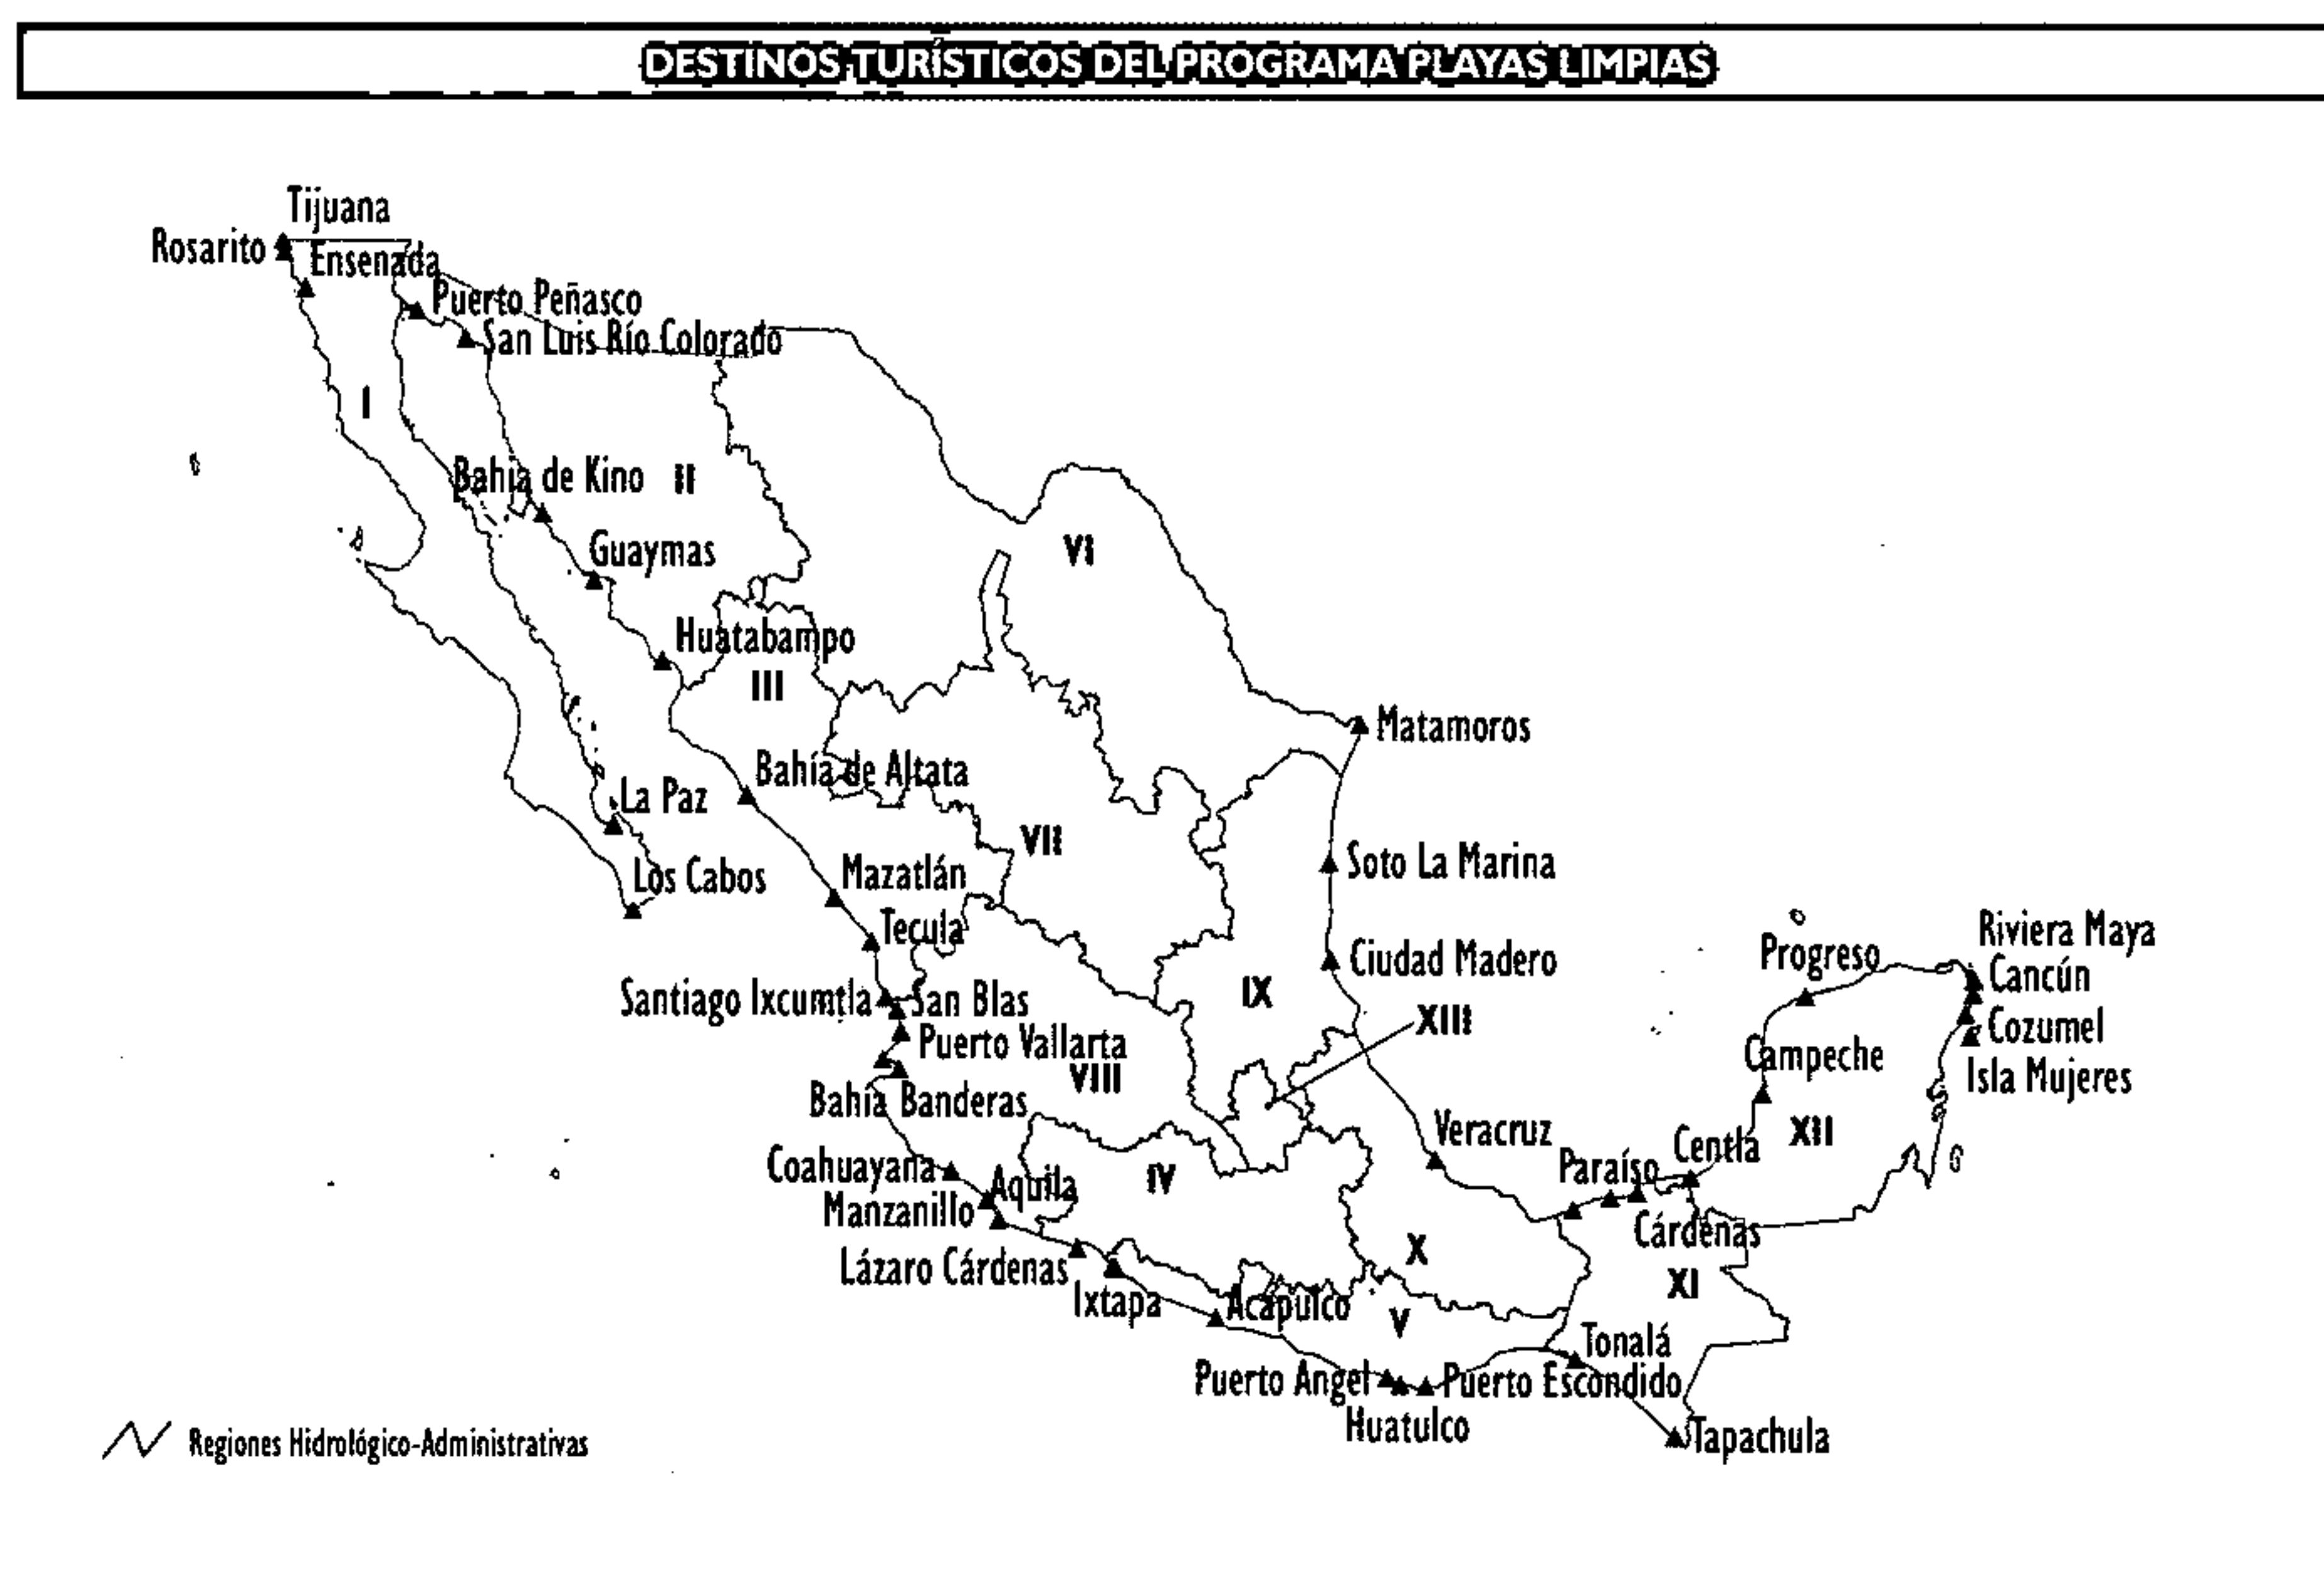 DESTINOS TURÍSTICOS DEL PROGRAMA PLAYAS LIMPIAS
Tijuana
Rosarito
Ensenada
Puerto Peñasco
San Luis Río Colorado
I
Bahía de Kino
II
Guaymas
VI
Huatabampo
III
Matamoros
Bahía de Altata
La Paz
VII
Soto La Marina
Mazatlán
Los Cabos
Tecula
Riviera Maya
Progreso
Ciudad Madero
Cancún
Santiago Ixcumtla
San Blas
IX
XIII
Cozumel
Puerto Vallarta
Campeche
VIII
Isla Mujeres
Bahía Banderas
Veracruz
XII
Centla
Paraíso
Coahuayana
Aquila
IV
Manzanillo
Cárdenas
X
Lázaro Cárdenas
XI
Ixtapa
Acapulco
V
Tonalá
Puerto Angel
Puerto Escondido
Huatulco
Tapachula
Regiones Hidrológico-Administrativas